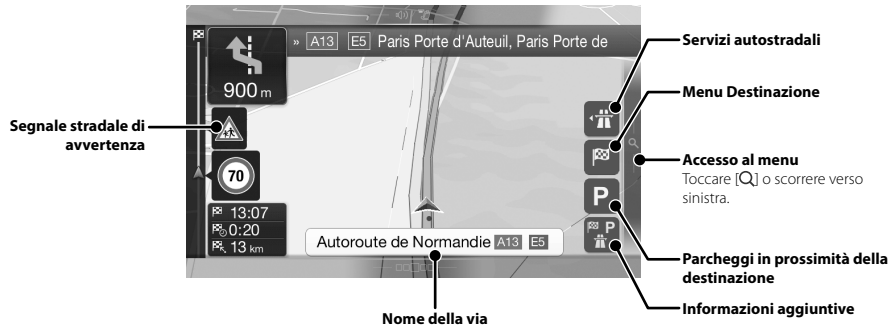 » A13 E5 Paris Porte d'Auteuil, Paris Porte de
900 m
70
13:07
0:20
13 km
P
P
Autoroute de Normandie A13 E5
Segnale stradale di
avvertenza
Nome della via
Servizi autostradali
Menu Destinazione
Accesso al menu
Toccare [Q] o scorrere verso
sinistra.
Parcheggi in prossimità della
destinazione
Informazioni aggiuntive